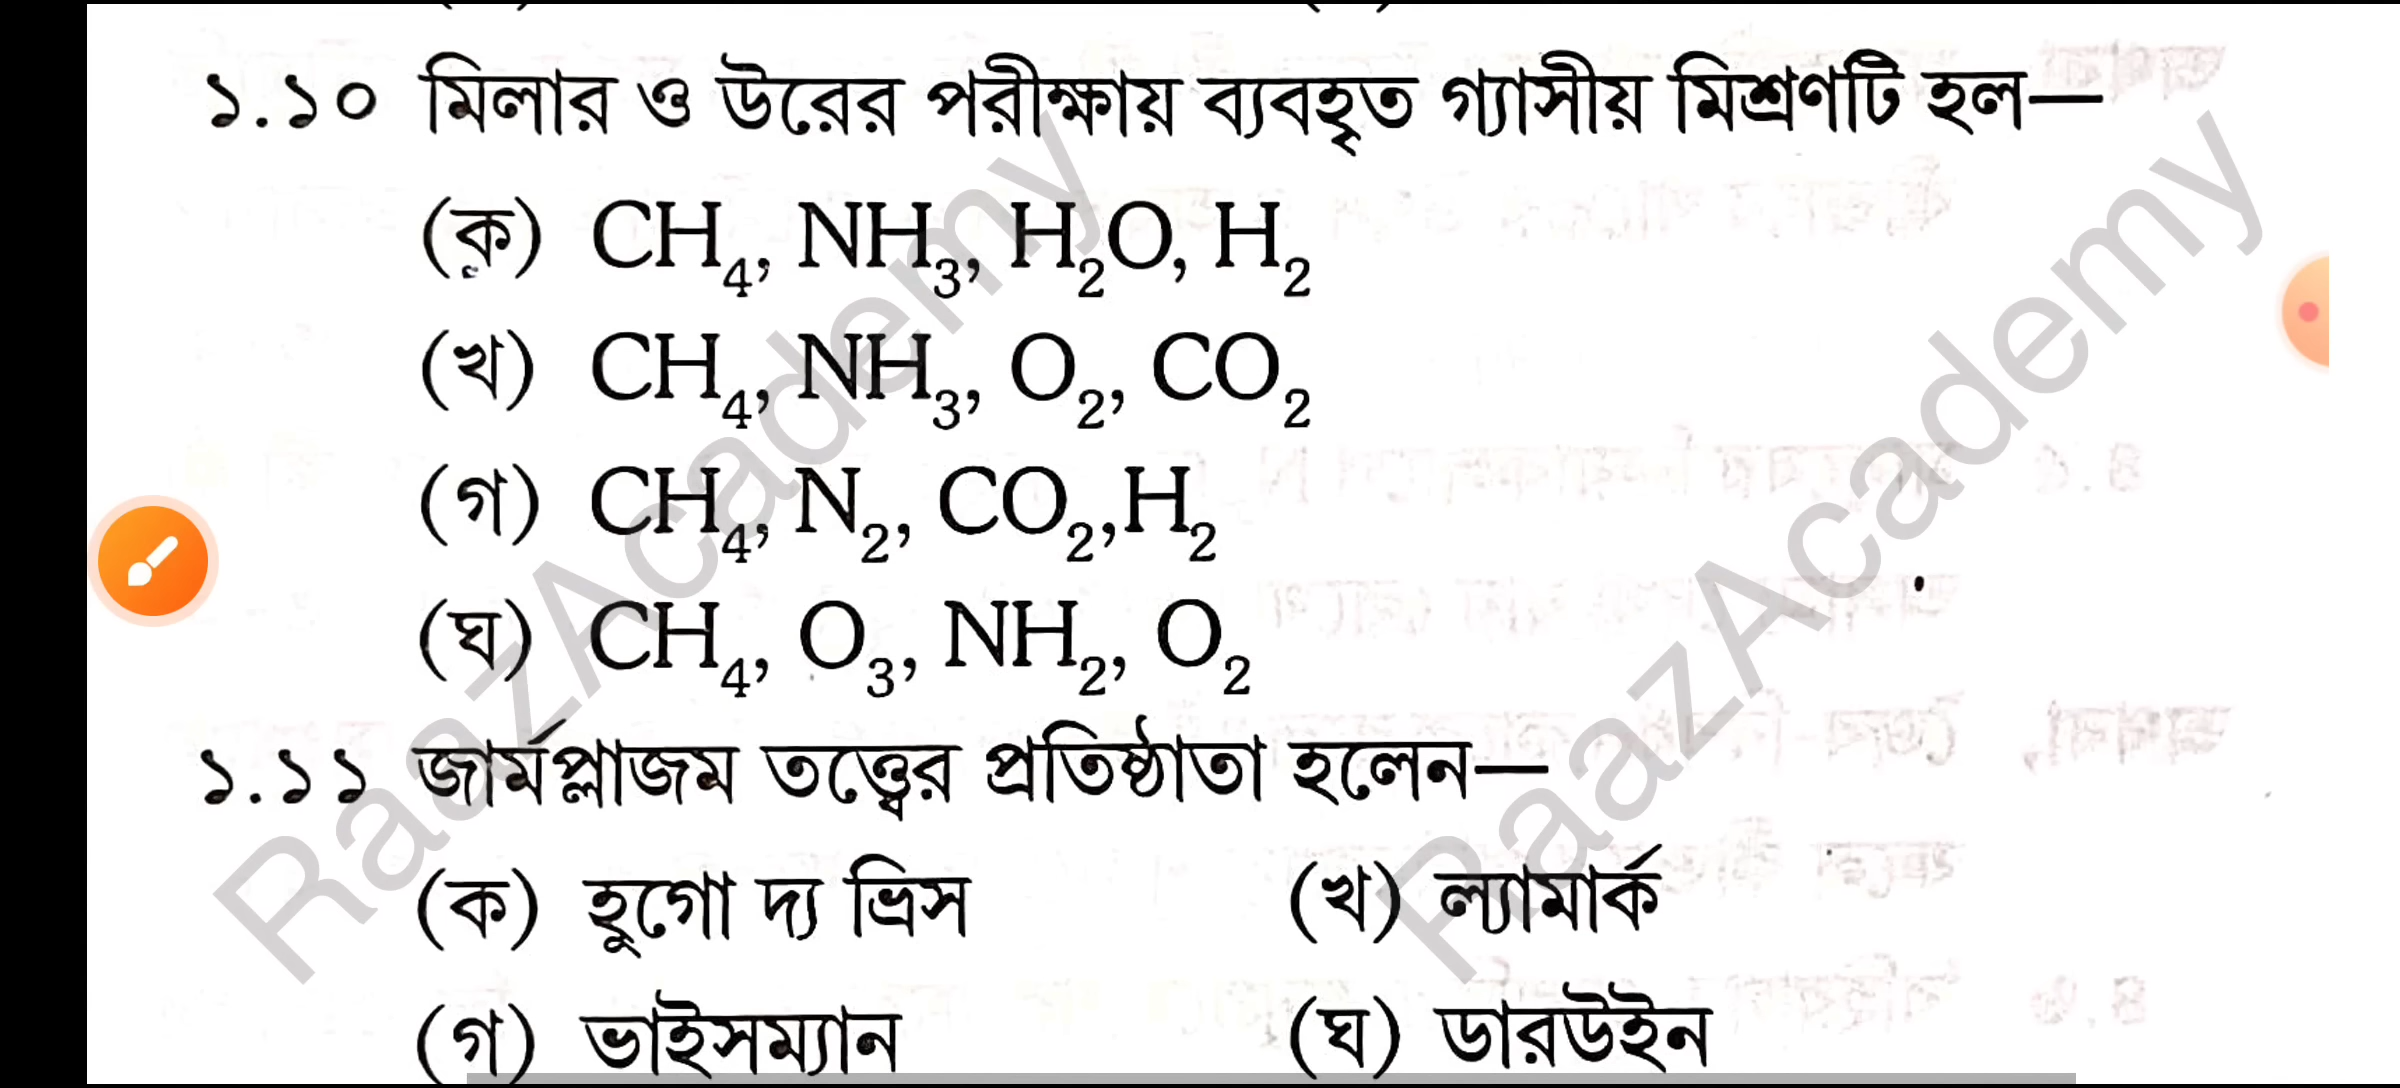 ১.১০ মিলার ও উরের পরীক্ষায় ব্যবহৃত গ্যাসীয় মিশ্রণটি হল—
(ক) CH₄, NH₃, H₂O, H₂
(খ) CH₄, NH₃, O₂, CO₂
(গ) CH₄, N₂, CO₂,H₂
(ঘ) CH₄, O₃, NH₂, O₂
১.১১ জার্মপ্লাজম তত্ত্বের প্রতিষ্ঠাতা হলেন—
(ক) হুগো দ্য ভ্রিস (খ) ল্যামার্ক
(গ) ভাইসম্যান (ঘ) ডারউইন
RaazAcademy
RaazAcademy